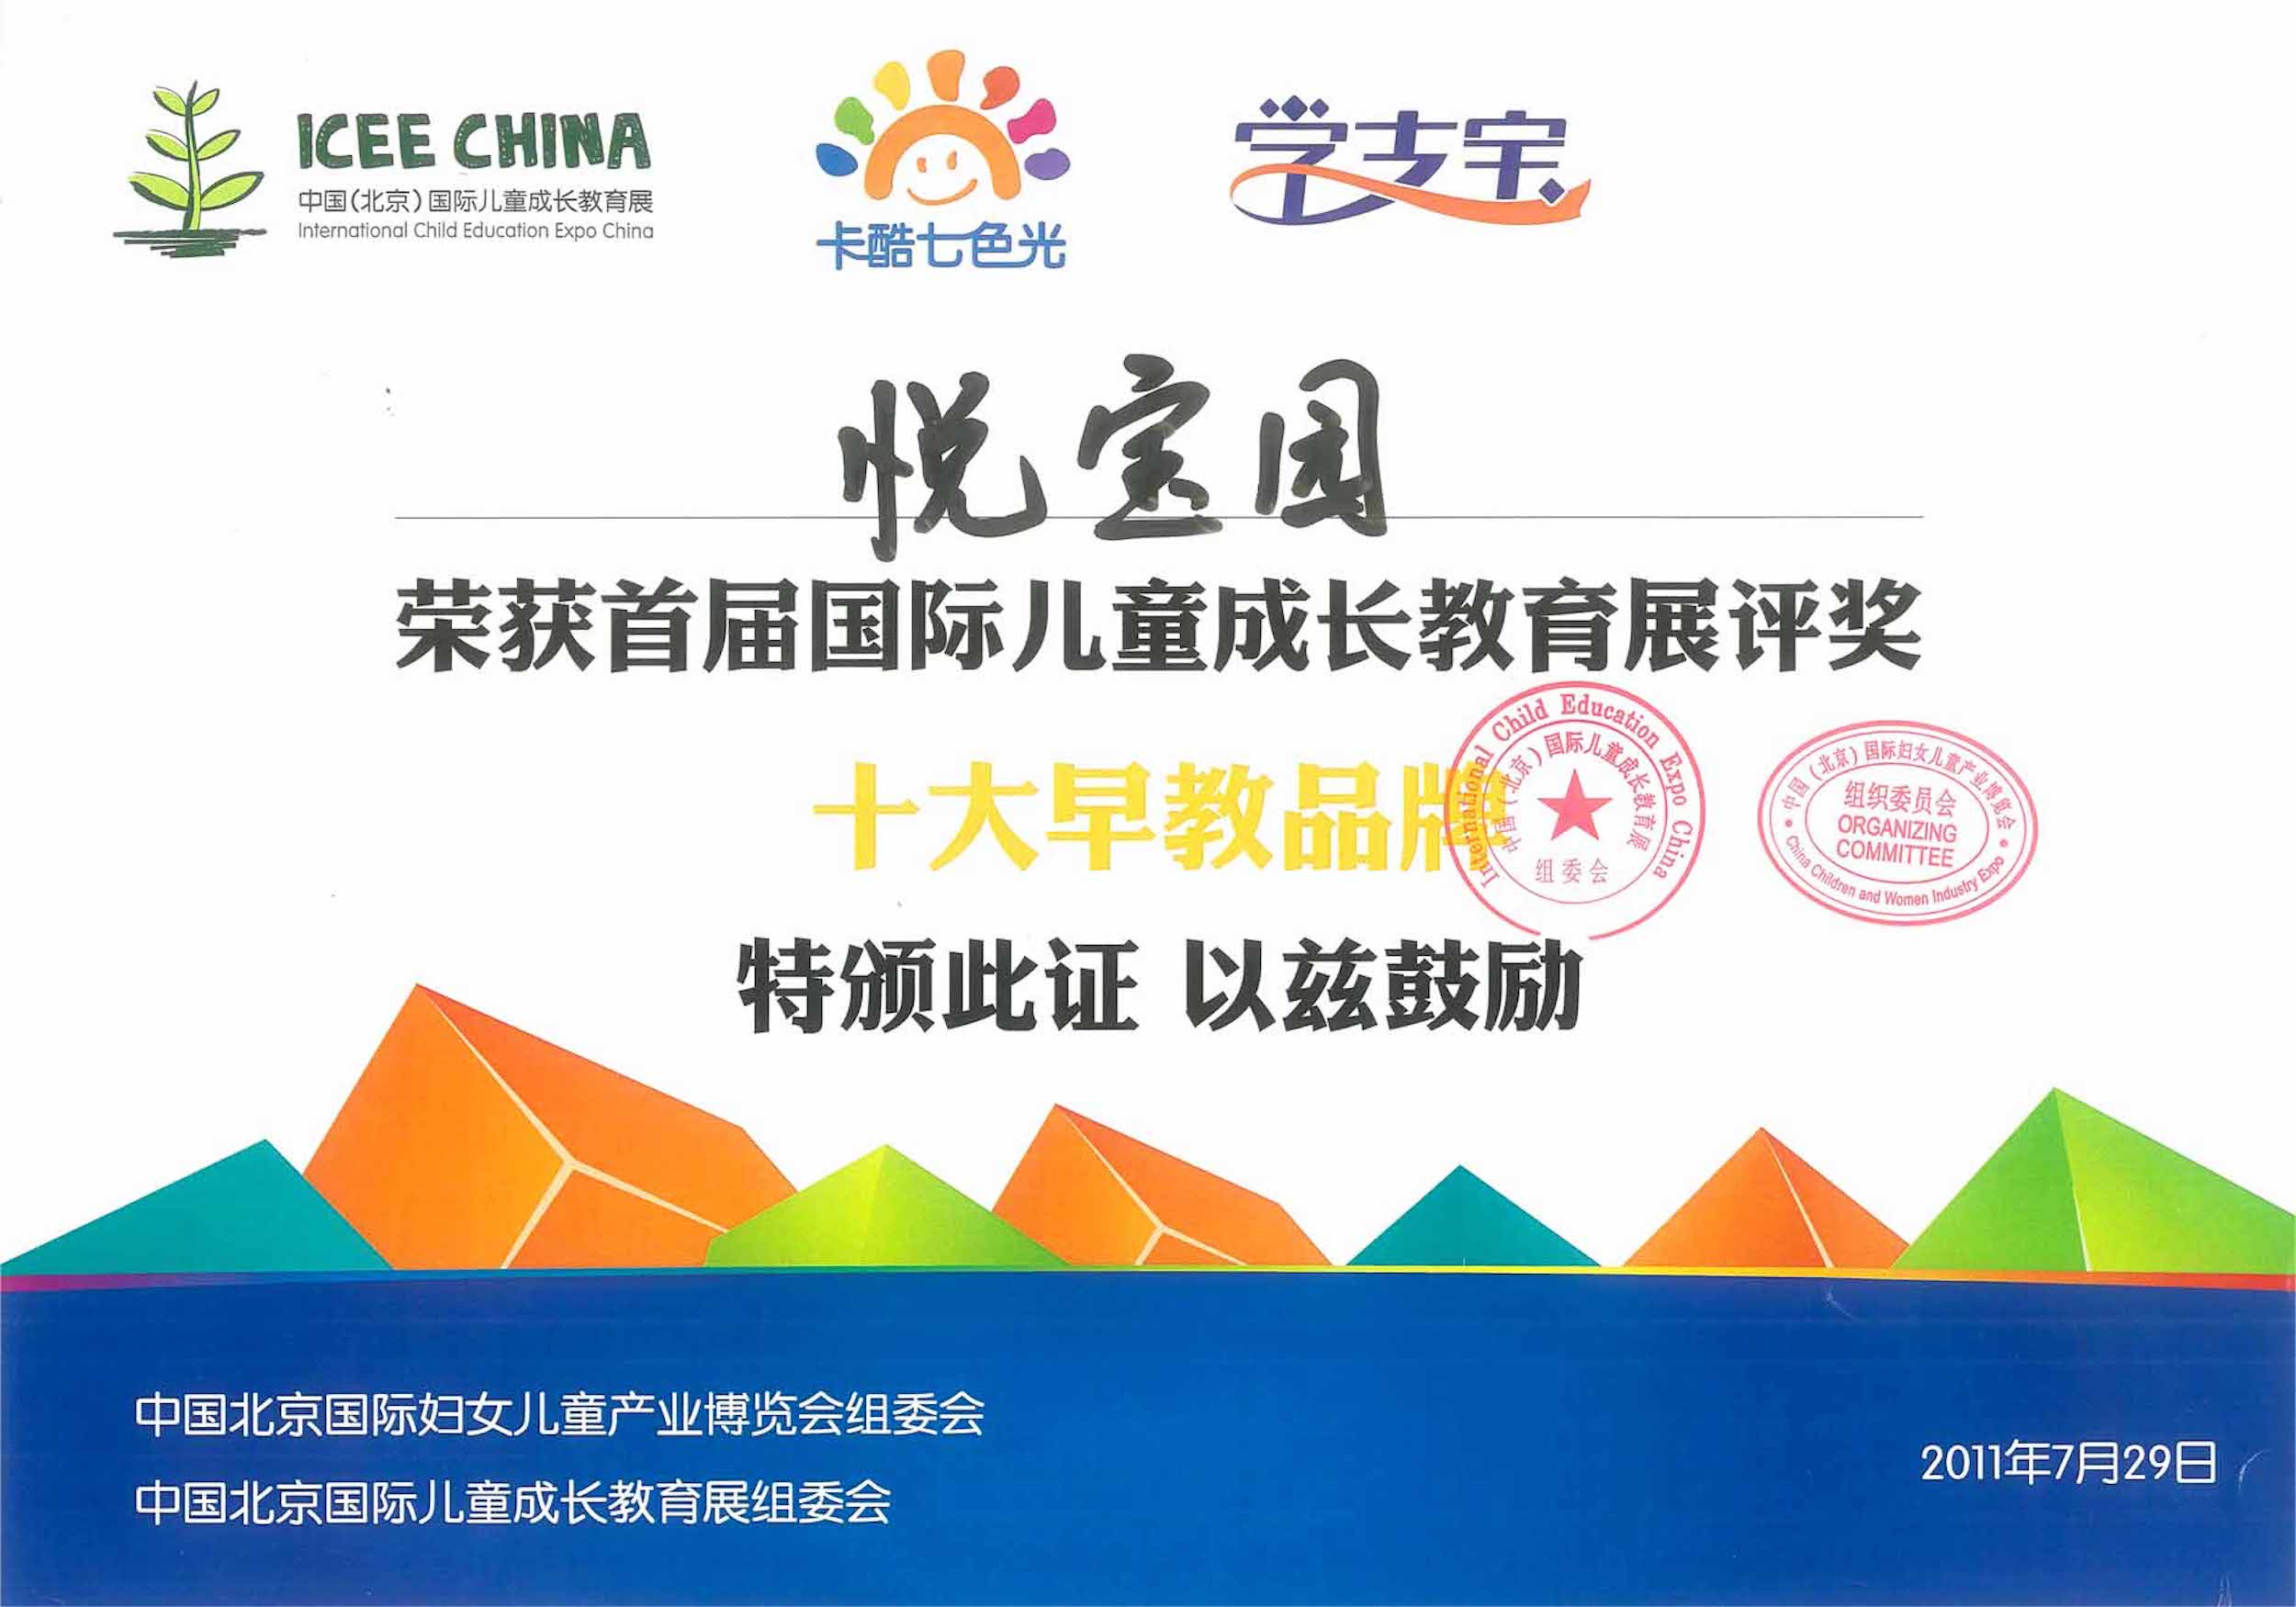 ICEE CHINA
中国(北京)国际儿童成长教育展
International Child Education Expo China
卡酷七色光
学支宝
悦宝园
荣获首届国际儿童成长教育展评奖
十大早教品牌
International Child Education Expo China
中国(北京)国际儿童成长教育展
组委会
中国(北京)国际妇女儿童产业博览会
组织委员会
ORGANIZING
COMMITTEE
China Children and Women Industry Expo
特颁此证 以兹鼓励
中国北京国际妇女儿童产业博览会组委会
中国北京国际儿童成长教育展组委会
2011年7月29日